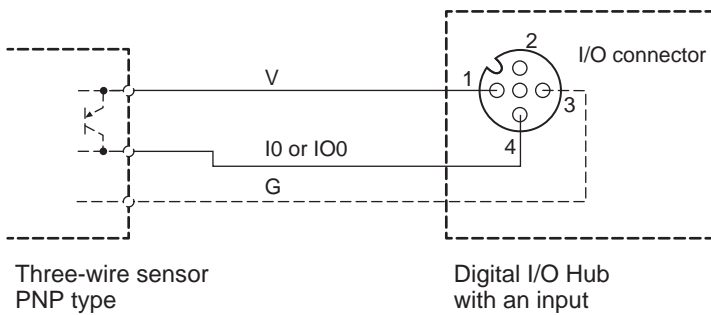 2
I/O connector
V
1
3
I0 or IO0
4
G
Three-wire sensor
PNP type
Digital I/O Hub
with an input